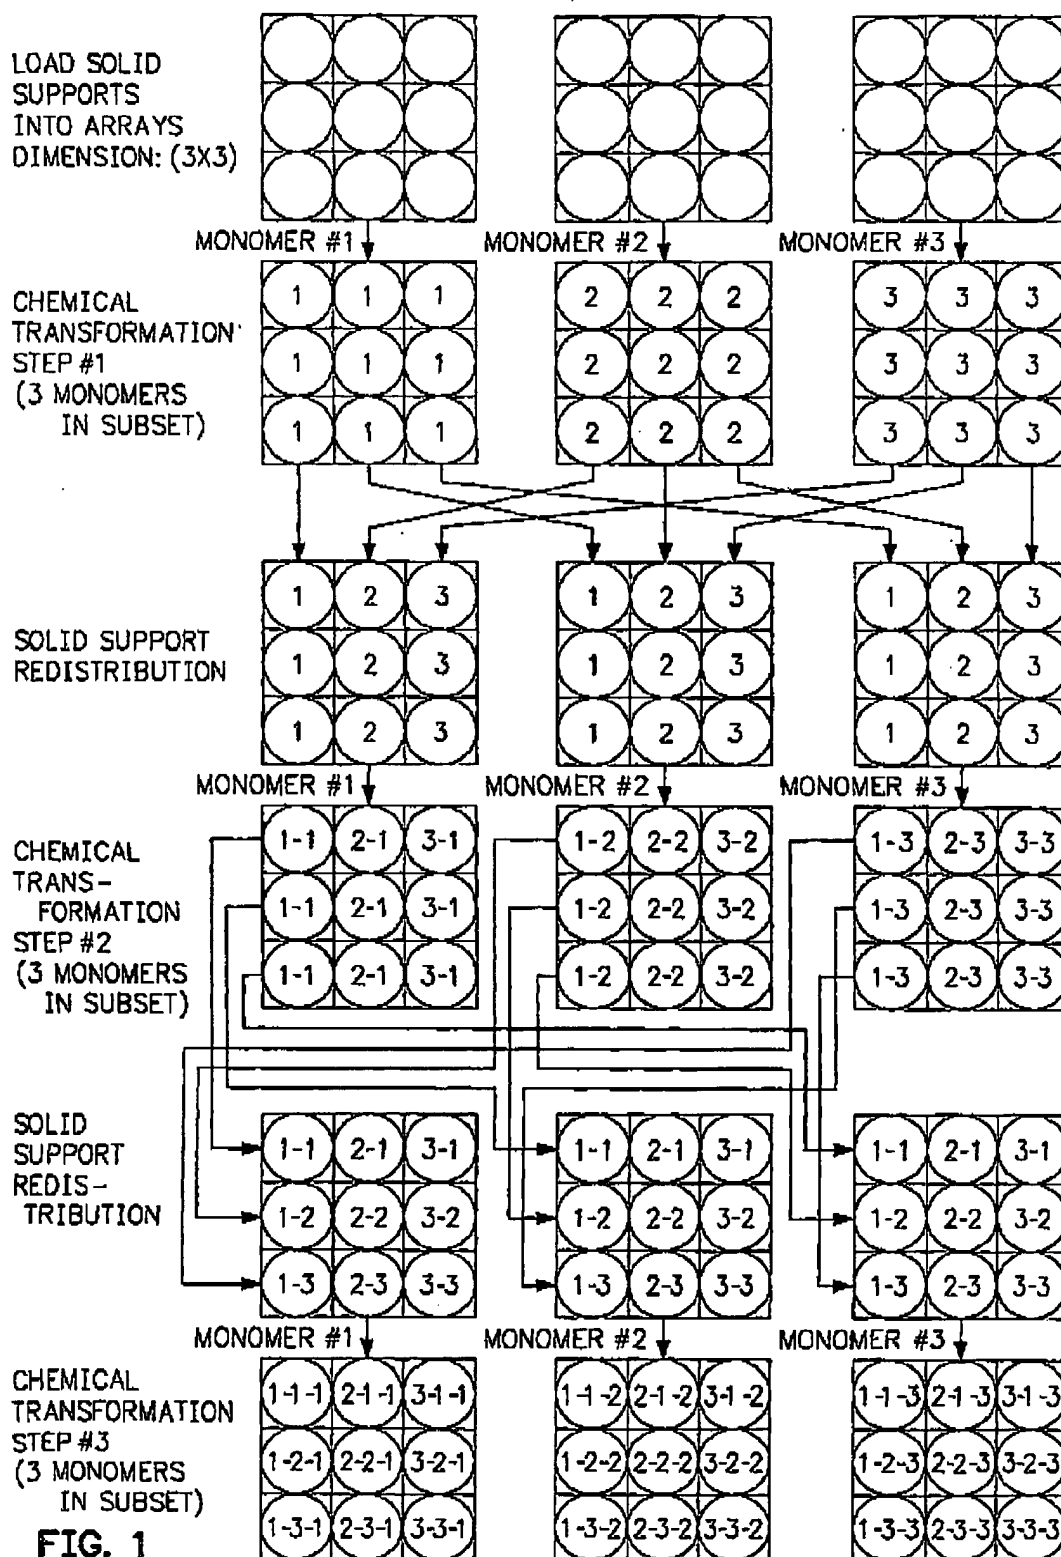 LOAD SOLID
SUPPORTS
INTO ARRAYS
DIMENSION: (3X3)
MONOMER #1 MONOMER #2 MONOMER #3
CHEMICAL
TRANSFORMATION
STEP #1
(3 MONOMERS
IN SUBSET)
1 1 1 2 2 2 3 3 3
1 1 1 2 2 2 3 3 3
1 1 1 2 2 2 3 3 3
SOLID SUPPORT
REDISTRIBUTION
1 2 3 1 2 3 1 2 3
1 2 3 1 2 3 1 2 3
1 2 3 1 2 3 1 2 3
MONOMER #1 MONOMER #2 MONOMER #3
CHEMICAL
TRANS-
FORMATION
STEP #2
(3 MONOMERS
IN SUBSET)
1-1 2-1 3-1 1-2 2-2 3-2 1-3 2-3 3-3
1-1 2-1 3-1 1-2 2-2 3-2 1-3 2-3 3-3
1-1 2-1 3-1 1-2 2-2 3-2 1-3 2-3 3-3
SOLID
SUPPORT
REDIS-
TRIBUTION
1-1 2-1 3-1 1-1 2-1 3-1 1-1 2-1 3-1
1-2 2-2 3-2 1-2 2-2 3-2 1-2 2-2 3-2
1-3 2-3 3-3 1-3 2-3 3-3 1-3 2-3 3-3
MONOMER #1 MONOMER #2 MONOMER #3
CHEMICAL
TRANSFORMATION
STEP #3
(3 MONOMERS
IN SUBSET)
1-1-1 2-1-1 3-1-1 1-1-2 2-1-2 3-1-2 1-1-3 2-1-3 3-1-3
1-2-1 2-2-1 3-2-1 1-2-2 2-2-2 3-2-2 1-2-3 2-2-3 3-2-3
1-3-1 2-3-1 3-3-1 1-3-2 2-3-2 3-3-2 1-3-3 2-3-3 3-3-3
FIG. 1